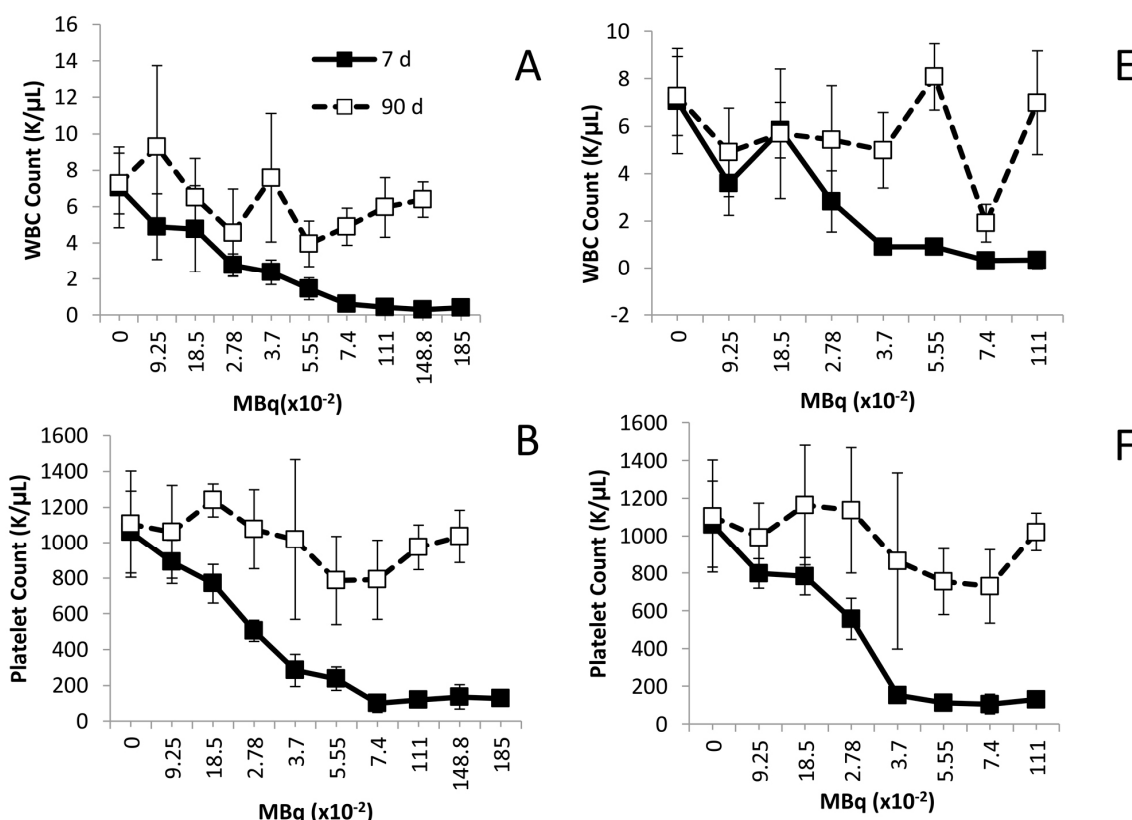 A
WBC Count (K/µL)
16
14
12
10
8
6
4
2
0
7 d
90 d
0 9.25 18.5 2.78 3.7 5.55 7.4 111 148.8 185
MBq(x10-2)
E
WBC Count (K/µL)
10
8
6
4
2
0
-2
0 9.25 18.5 2.78 3.7 5.55 7.4 111
MBq (x10-2)
B
Platelet Count (K/µL)
1600
1400
1200
1000
800
600
400
200
0
0 9.25 18.5 2.78 3.7 5.55 7.4 111 148.8 185
MBq (x10-2)
F
Platelet Count (K/µL)
1600
1400
1200
1000
800
600
400
200
0
0 9.25 18.5 2.78 3.7 5.55 7.4 111
MBq (x10-2)